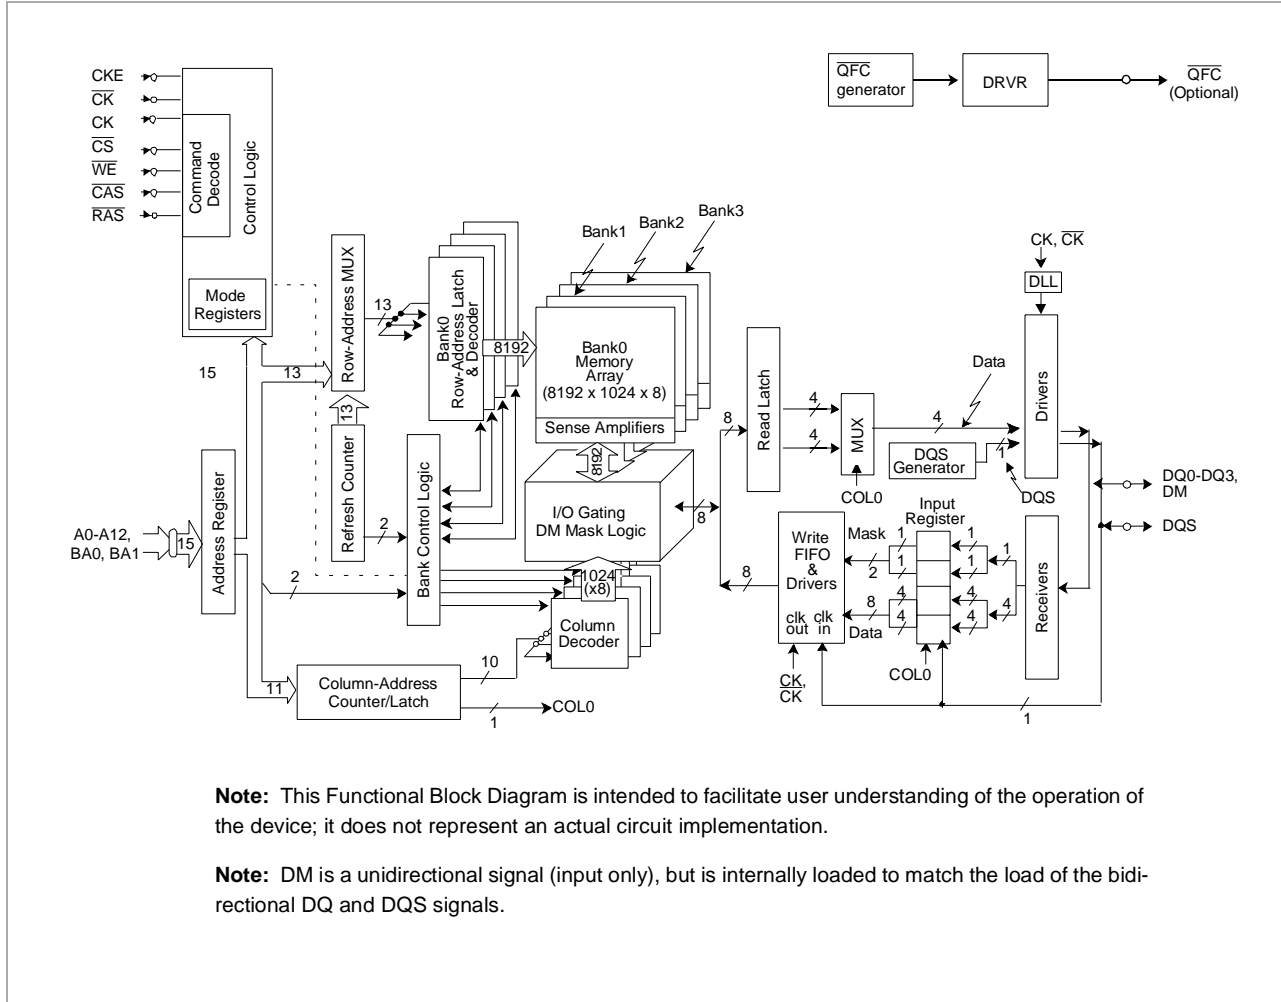 CKE
CK
CK
CS
WE
CAS
RAS
Command Decode
Control Logic
Mode
Registers
QFC
generator
DRVR
QFC
(Optional)
Row-Address MUX
13
Bank0
Row-Address Latch
& Decoder
8192
Bank1
Bank2
Bank3
Bank0
Memory
Array
(8192 x 1024 x 8)
Sense Amplifiers
8192
15
13
13
Refresh Counter
2
Bank Control Logic
I/O Gating
DM Mask Logic
8
8
8
A0-A12,
BA0, BA1
15
Address Register
2
1024
(x8)
Column
Decoder
11
Column-Address
Counter/Latch
10
1
COL0
Read Latch
4
4
MUX
COL0
4
Data
DQS
Generator
1
DQS
CK, CK
DLL
Drivers
DQ0-DQ3,
DM
DQS
Write
FIFO
&
Drivers
clk clk
out in
CK,
CK
Mask
2
8
Data
Input
Register
1
1
4
4
1
1
4
4
1
4
COL0
Receivers
1
Note: This Functional Block Diagram is intended to facilitate user understanding of the operation of
the device; it does not represent an actual circuit implementation.
Note: DM is a unidirectional signal (input only), but is internally loaded to match the load of the bidi-
rectional DQ and DQS signals.